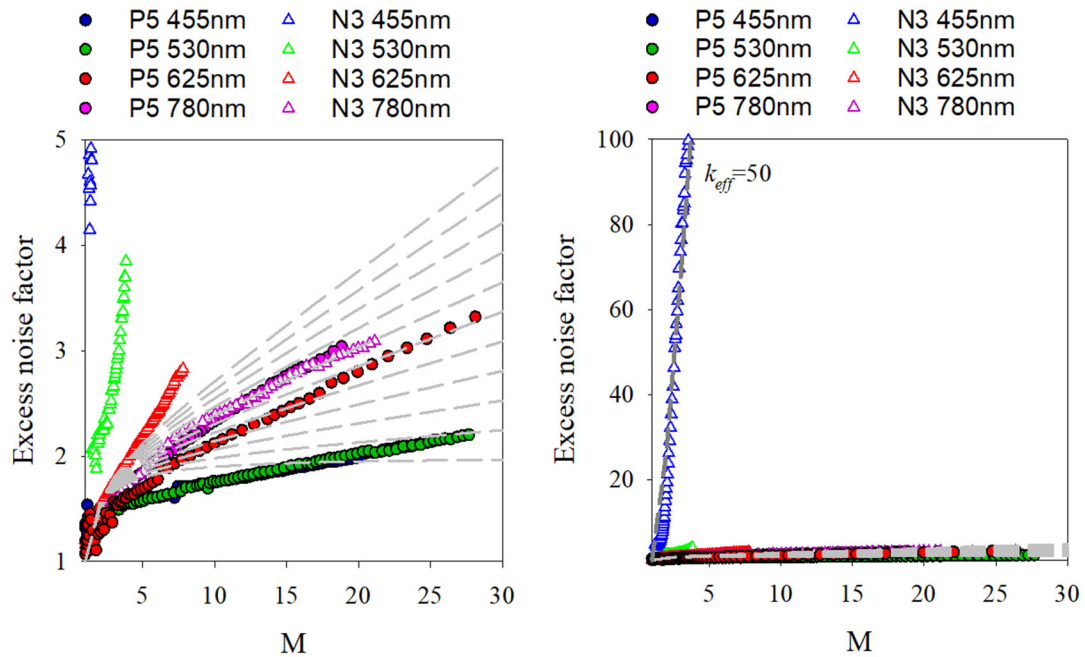 P5 455nm N3 455nm
P5 530nm N3 530nm
P5 625nm N3 625nm
P5 780nm N3 780nm
5
4
3
2
1
5 10 15 20 25 30
Excess noise factor
M
P5 455nm N3 455nm
P5 530nm N3 530nm
P5 625nm N3 625nm
P5 780nm N3 780nm
100
80
60
40
20
5 10 15 20 25 30
Excess noise factor
M
keff=50